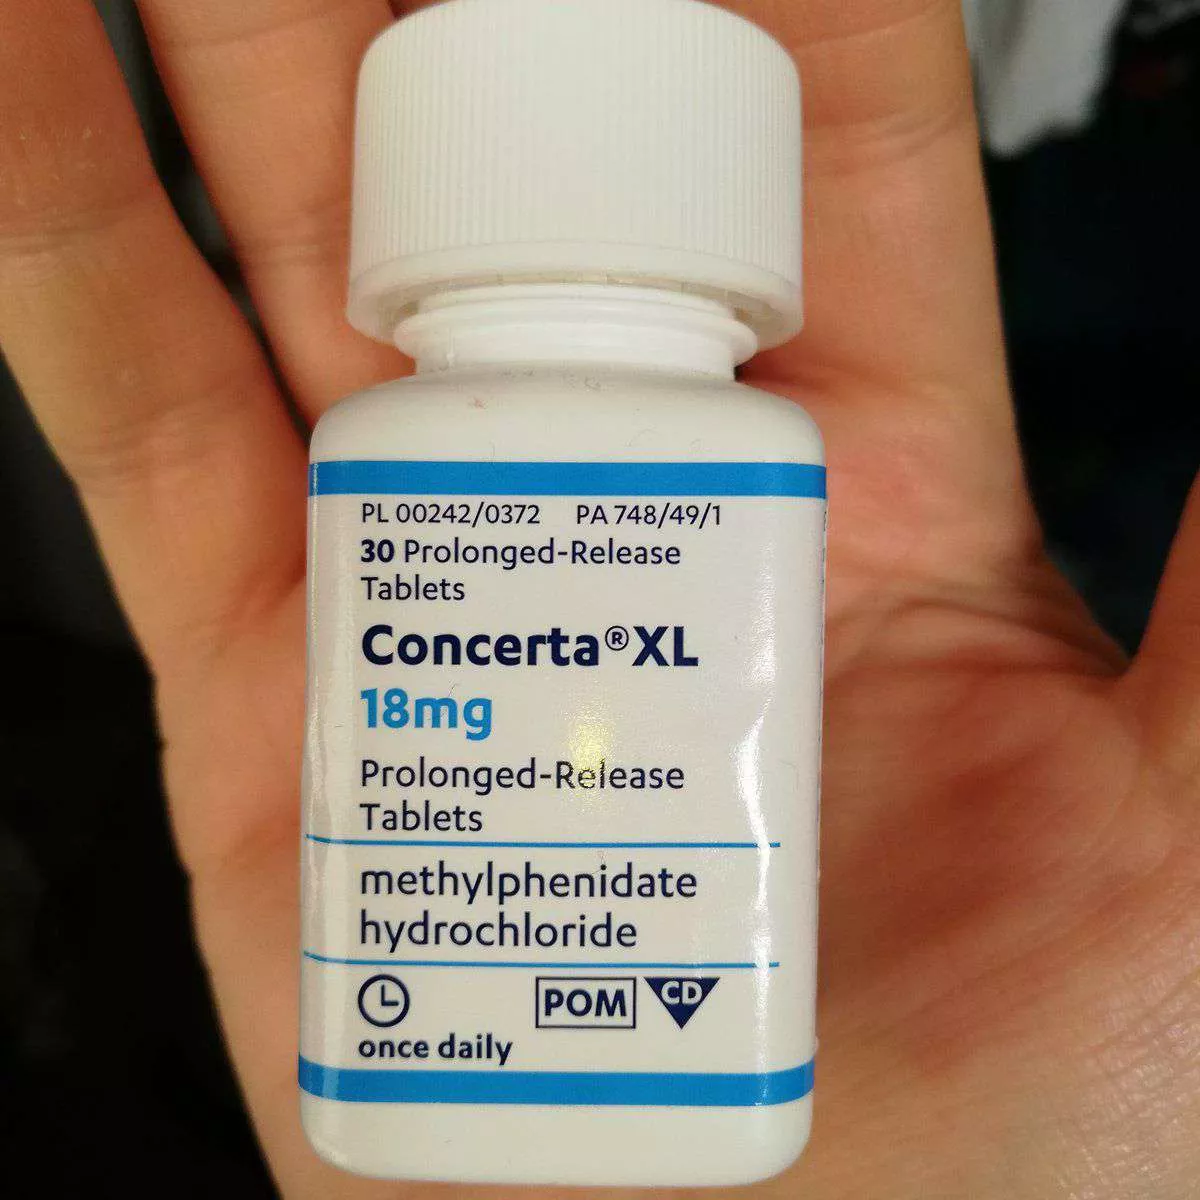 PL 00242/0372 PA 748/49/1
30 Prolonged-Release
Tablets
Concerta®XL
18mg
Prolonged-Release
Tablets
methylphenidate
hydrochloride
POM CD
once daily